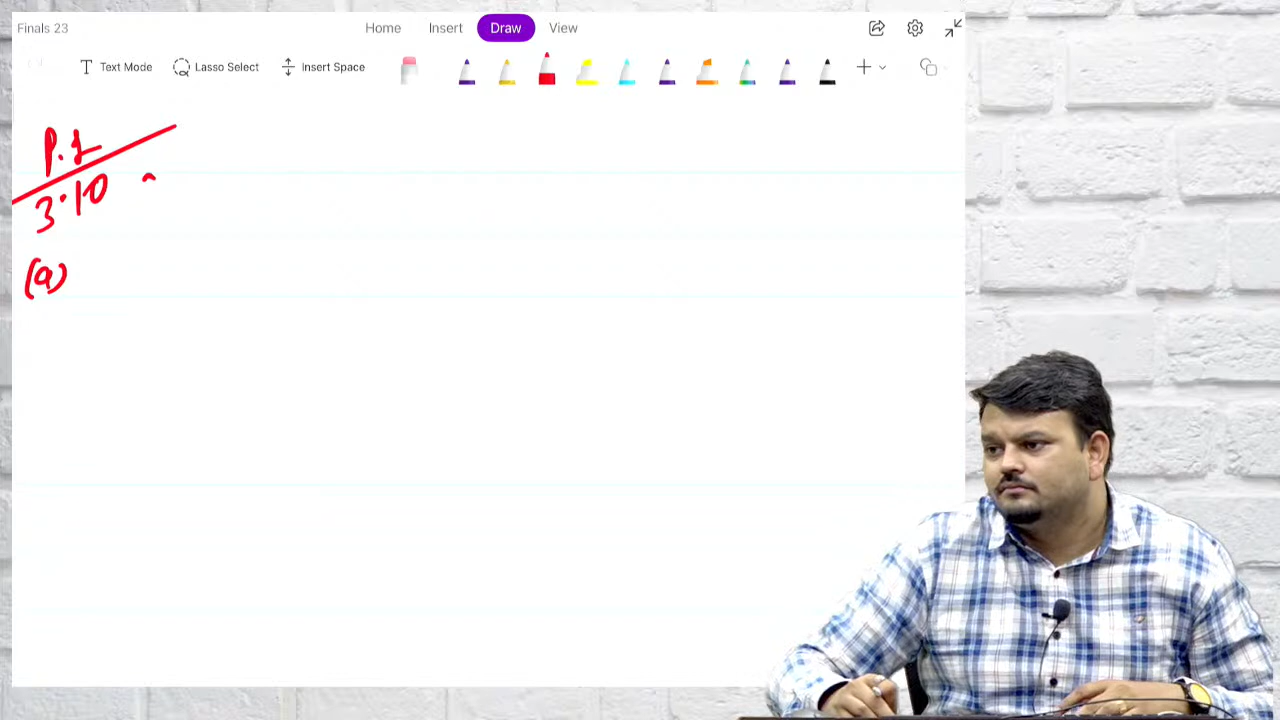 Finals 23
Home Insert Draw View
Text Mode Lasso Select Insert Space
P.1
3.10
(a)